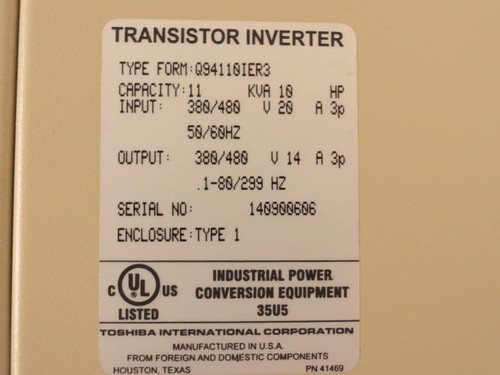 TRANSISTOR INVERTER
TYPE FORM:Q94110IER3
CAPACITY:11 KVA 10 HP
INPUT: 380/480 V 20 A 3p
50/60HZ
OUTPUT: 380/480 V 14 A 3p
.1-80/299 HZ
SERIAL NO: 140900606
ENCLOSURE:TYPE 1
C UL US
LISTED
INDUSTRIAL POWER
CONVERSION EQUIPMENT
35U5
TOSHIBA INTERNATIONAL CORPORATION
MANUFACTURED IN U.S.A.
FROM FOREIGN AND DOMESTIC COMPONENTS
HOUSTON, TEXAS PN 41469